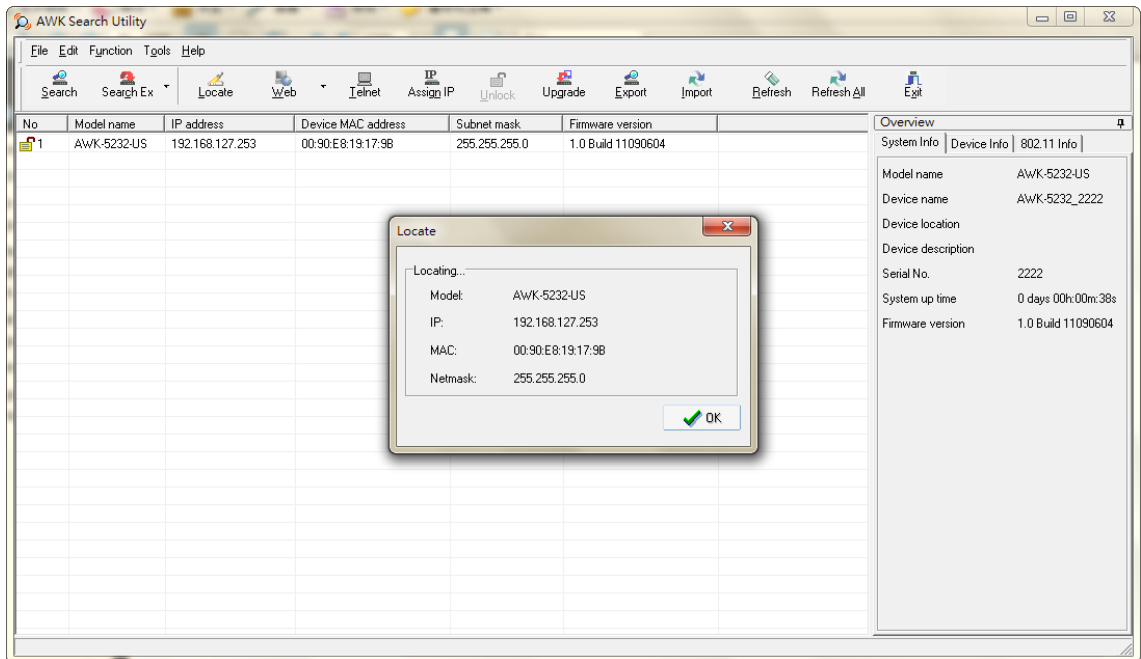 AWK Search Utility
File Edit Function Tools Help
Search Search Ex Locate Web Telnet Assign IP Unlock Upgrade Export Import Refresh Refresh All Exit
No Model name IP address Device MAC address Subnet mask Firmware version
1 AWK-5232-US 192.168.127.253 00:90:E8:19:17:9B 255.255.255.0 1.0 Build 11090604
Locate
Locating...
Model: AWK-5232-US
IP: 192.168.127.253
MAC: 00:90:E8:19:17:9B
Netmask: 255.255.255.0
OK
Overview
System Info Device Info 802.11 Info
Model name AWK-5232-US
Device name AWK-5232_2222
Device location
Device description
Serial No. 2222
System up time 0 days 00h:00m:38s
Firmware version 1.0 Build 11090604